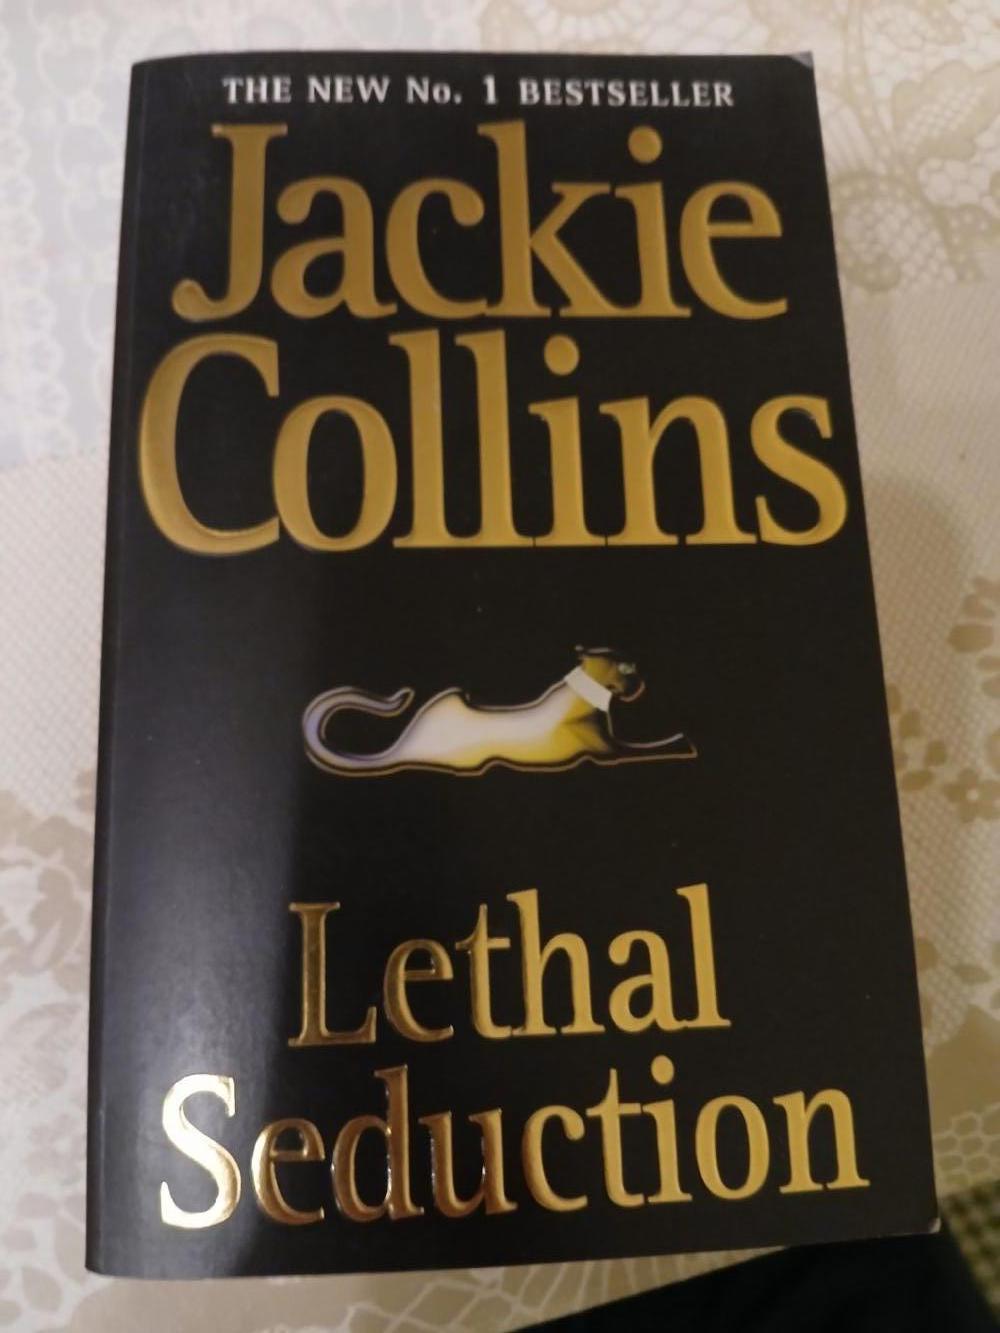 THE NEW No. 1 BESTSELLER
Jackie
Collins
Lethal
Seduction